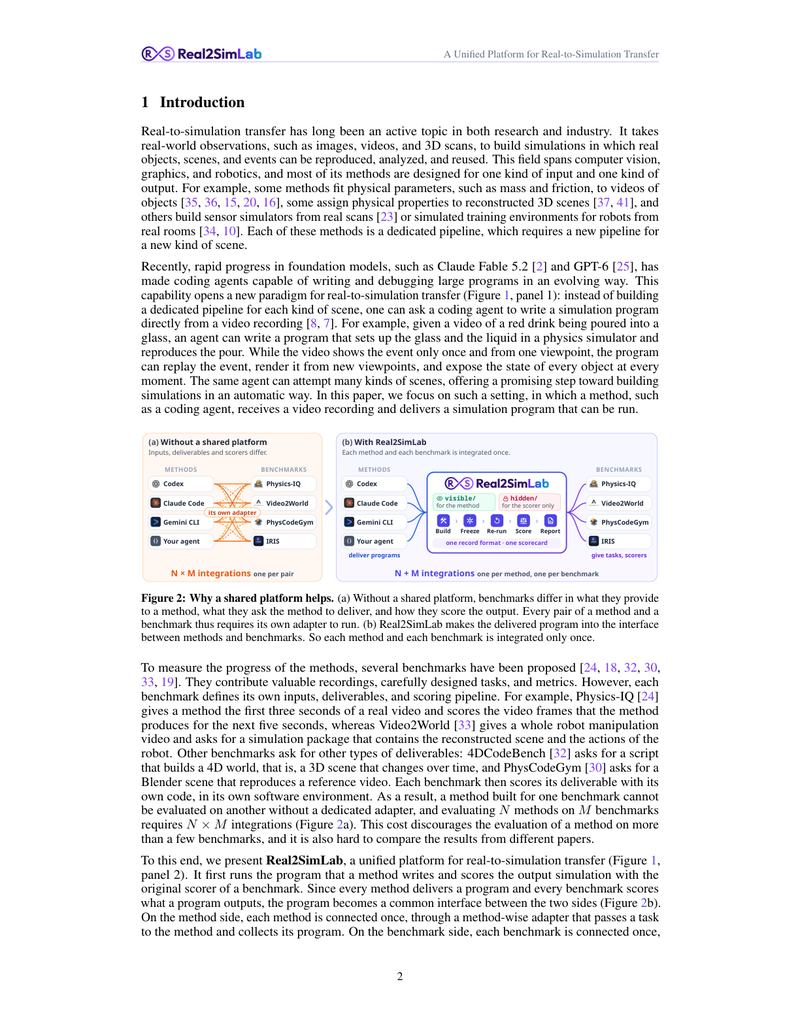 Real2SimLab
A Unified Platform for Real-to-Simulation Transfer
1 Introduction
Real-to-simulation transfer has long been an active topic in both research and industry. It takes
real-world observations, such as images, videos, and 3D scans, to build simulations in which real
objects, scenes, and events can be reproduced, analyzed, and reused. This field spans computer vision,
graphics, and robotics, and most of its methods are designed for one kind of input and one kind of
output. For example, some methods fit physical parameters, such as mass and friction, to videos of
objects [35, 36, 15, 20, 16], some assign physical properties to reconstructed 3D scenes [37, 41], and
others build sensor simulators from real scans [23] or simulated training environments for robots from
real rooms [34, 10]. Each of these methods is a dedicated pipeline, which requires a new pipeline for
a new kind of scene.
Recently, rapid progress in foundation models, such as Claude Fable 5.2 [2] and GPT-6 [25], has
made coding agents capable of writing and debugging large programs in an evolving way. This
capability opens a new paradigm for real-to-simulation transfer (Figure 1, panel 1): instead of building
a dedicated pipeline for each kind of scene, one can ask a coding agent to write a simulation program
directly from a video recording [8, 7]. For example, given a video of a red drink being poured into a
glass, an agent can write a program that sets up the glass and the liquid in a physics simulator and
reproduces the pour. While the video shows the event only once and from one viewpoint, the program
can replay the event, render it from new viewpoints, and expose the state of every object at every
moment. The same agent can attempt many kinds of scenes, offering a promising step toward building
simulations in an automatic way. In this paper, we focus on such a setting, in which a method, such
as a coding agent, receives a video recording and delivers a simulation program that can be run.
(a) Without a shared platform
Inputs, deliverables and scorers differ.
METHODS
BENCHMARKS
Codex
Physics-IQ
Claude Code
Video2World
its own adapter
Gemini CLI
PhysCodeGym
Your agent
IRIS
N × M integrations one per pair
(b) With Real2SimLab
Each method and each benchmark is integrated once.
METHODS
BENCHMARKS
Codex
Claude Code
Gemini CLI
Your agent
deliver programs
Real2SimLab
visible/
for the method
hidden/
for the scorer only
Build Freeze Re-run Score Report
one record format · one scorecard
Physics-IQ
Video2World
PhysCodeGym
IRIS
give tasks, scorers
N + M integrations one per method, one per benchmark
Figure 2: Why a shared platform helps. (a) Without a shared platform, benchmarks differ in what they provide
to a method, what they ask the method to deliver, and how they score the output. Every pair of a method and a
benchmark thus requires its own adapter to run. (b) Real2SimLab makes the delivered program into the interface
between methods and benchmarks. So each method and each benchmark is integrated only once.
To measure the progress of the methods, several benchmarks have been proposed [24, 18, 32, 30,
33, 19]. They contribute valuable recordings, carefully designed tasks, and metrics. However, each
benchmark defines its own inputs, deliverables, and scoring pipeline. For example, Physics-IQ [24]
gives a method the first three seconds of a real video and scores the video frames that the method
produces for the next five seconds, whereas Video2World [33] gives a whole robot manipulation
video and asks for a simulation package that contains the reconstructed scene and the actions of the
robot. Other benchmarks ask for other types of deliverables: 4DCodeBench [32] asks for a script
that builds a 4D world, that is, a 3D scene that changes over time, and PhysCodeGym [30] asks for a
Blender scene that reproduces a reference video. Each benchmark then scores its deliverable with its
own code, in its own software environment. As a result, a method built for one benchmark cannot
be evaluated on another without a dedicated adapter, and evaluating N methods on M benchmarks
requires N × M integrations (Figure 2a). This cost discourages the evaluation of a method on more
than a few benchmarks, and it is also hard to compare the results from different papers.
To this end, we present Real2SimLab, a unified platform for real-to-simulation transfer (Figure 1,
panel 2). It first runs the program that a method writes and scores the output simulation with the
original scorer of a benchmark. Since every method delivers a program and every benchmark scores
what a program outputs, the program becomes a common interface between the two sides (Figure 2b).
On the method side, each method is connected once, through a method-wise adapter that passes a task
to the method and collects its program. On the benchmark side, each benchmark is connected once,
2